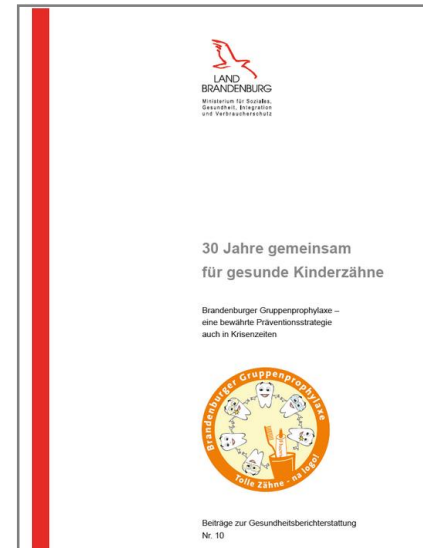 LAND
BRANDENBURG
Ministerium für Soziales,
Gesundheit, Integration
und Verbraucherschutz
30 Jahre gemeinsam
für gesunde Kinderzähne
Brandenburger Gruppenprophylaxe –
eine bewährte Präventionsstrategie
auch in Krisenzeiten
Brandenburger Gruppenprophylaxe
Tolle Zähne - na logo!
Beiträge zur Gesundheitsberichterstattung
Nr. 10